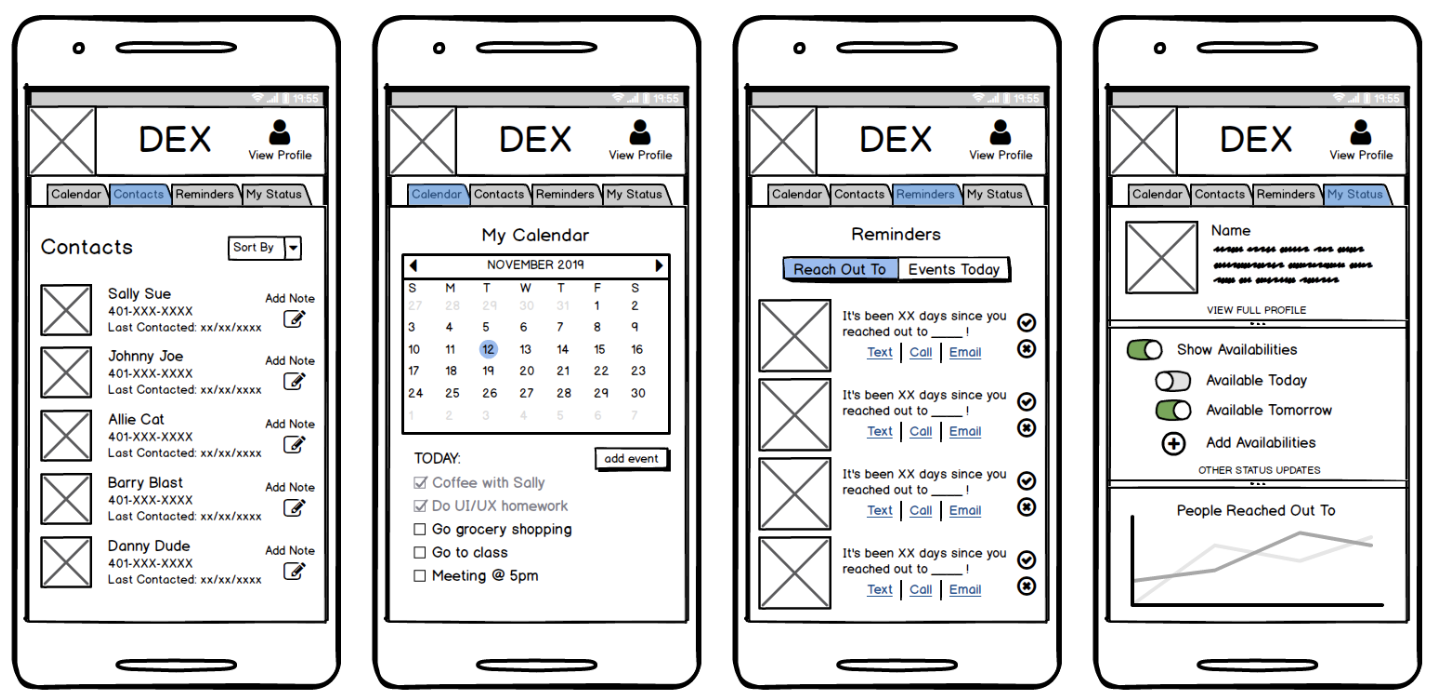 19:55
DEX
View Profile
Calendar Contacts Reminders My Status
Contacts
Sort By
Sally Sue
401-XXX-XXXX
Last Contacted: xx/xx/xxxx
Add Note
Johnny Joe
401-XXX-XXXX
Last Contacted: xx/xx/xxxx
Add Note
Allie Cat
401-XXX-XXXX
Last Contacted: xx/xx/xxxx
Add Note
Barry Blast
401-XXX-XXXX
Last Contacted: xx/xx/xxxx
Add Note
Danny Dude
401-XXX-XXXX
Last Contacted: xx/xx/xxxx
Add Note
19:55
DEX
View Profile
Calendar Contacts Reminders My Status
My Calendar
NOVEMBER 2019
S M T W T F S
27 28 29 30 31 1 2
3 4 5 6 7 8 9
10 11 12 13 14 15 16
17 18 19 20 21 22 23
24 25 26 27 28 29 30
1 2 3 4 5 6 7
TODAY:
add event
Coffee with Sally
Do UI/UX homework
Go grocery shopping
Go to class
Meeting @ 5pm
19:55
DEX
View Profile
Calendar Contacts Reminders My Status
Reminders
Reach Out To Events Today
It's been XX days since you
reached out to ____ !
Text Call Email
It's been XX days since you
reached out to ____ !
Text Call Email
It's been XX days since you
reached out to ____ !
Text Call Email
It's been XX days since you
reached out to ____ !
Text Call Email
19:55
DEX
View Profile
Calendar Contacts Reminders My Status
Name
VIEW FULL PROFILE
Show Availabilities
Available Today
Available Tomorrow
Add Availabilities
OTHER STATUS UPDATES
People Reached Out To